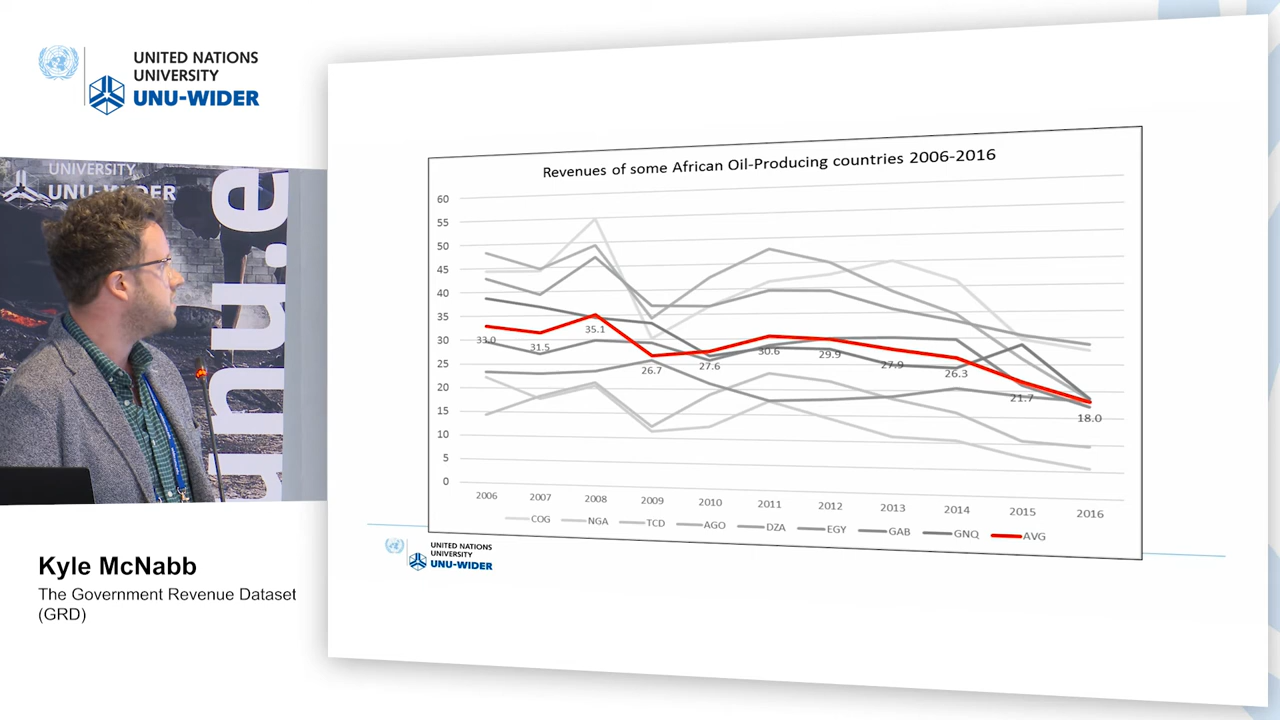 UNITED NATIONS
UNIVERSITY
UNU-WIDER
UNIVERSITY
UNU-WIDER
unu.e
Kyle McNabb
The Government Revenue Dataset
(GRD)
Revenues of some African Oil-Producing countries 2006-2016
60
55
50
45
40
35
30
25
20
15
10
5
0
33.0
31.5
35.1
26.7
27.6
30.6
29.9
27.9
26.3
21.7
18.0
2006 2007 2008 2009 2010 2011 2012 2013 2014 2015 2016
COG NGA TCD AGO DZA EGY GAB GNQ AVG
UNITED NATIONS
UNIVERSITY
UNU-WIDER